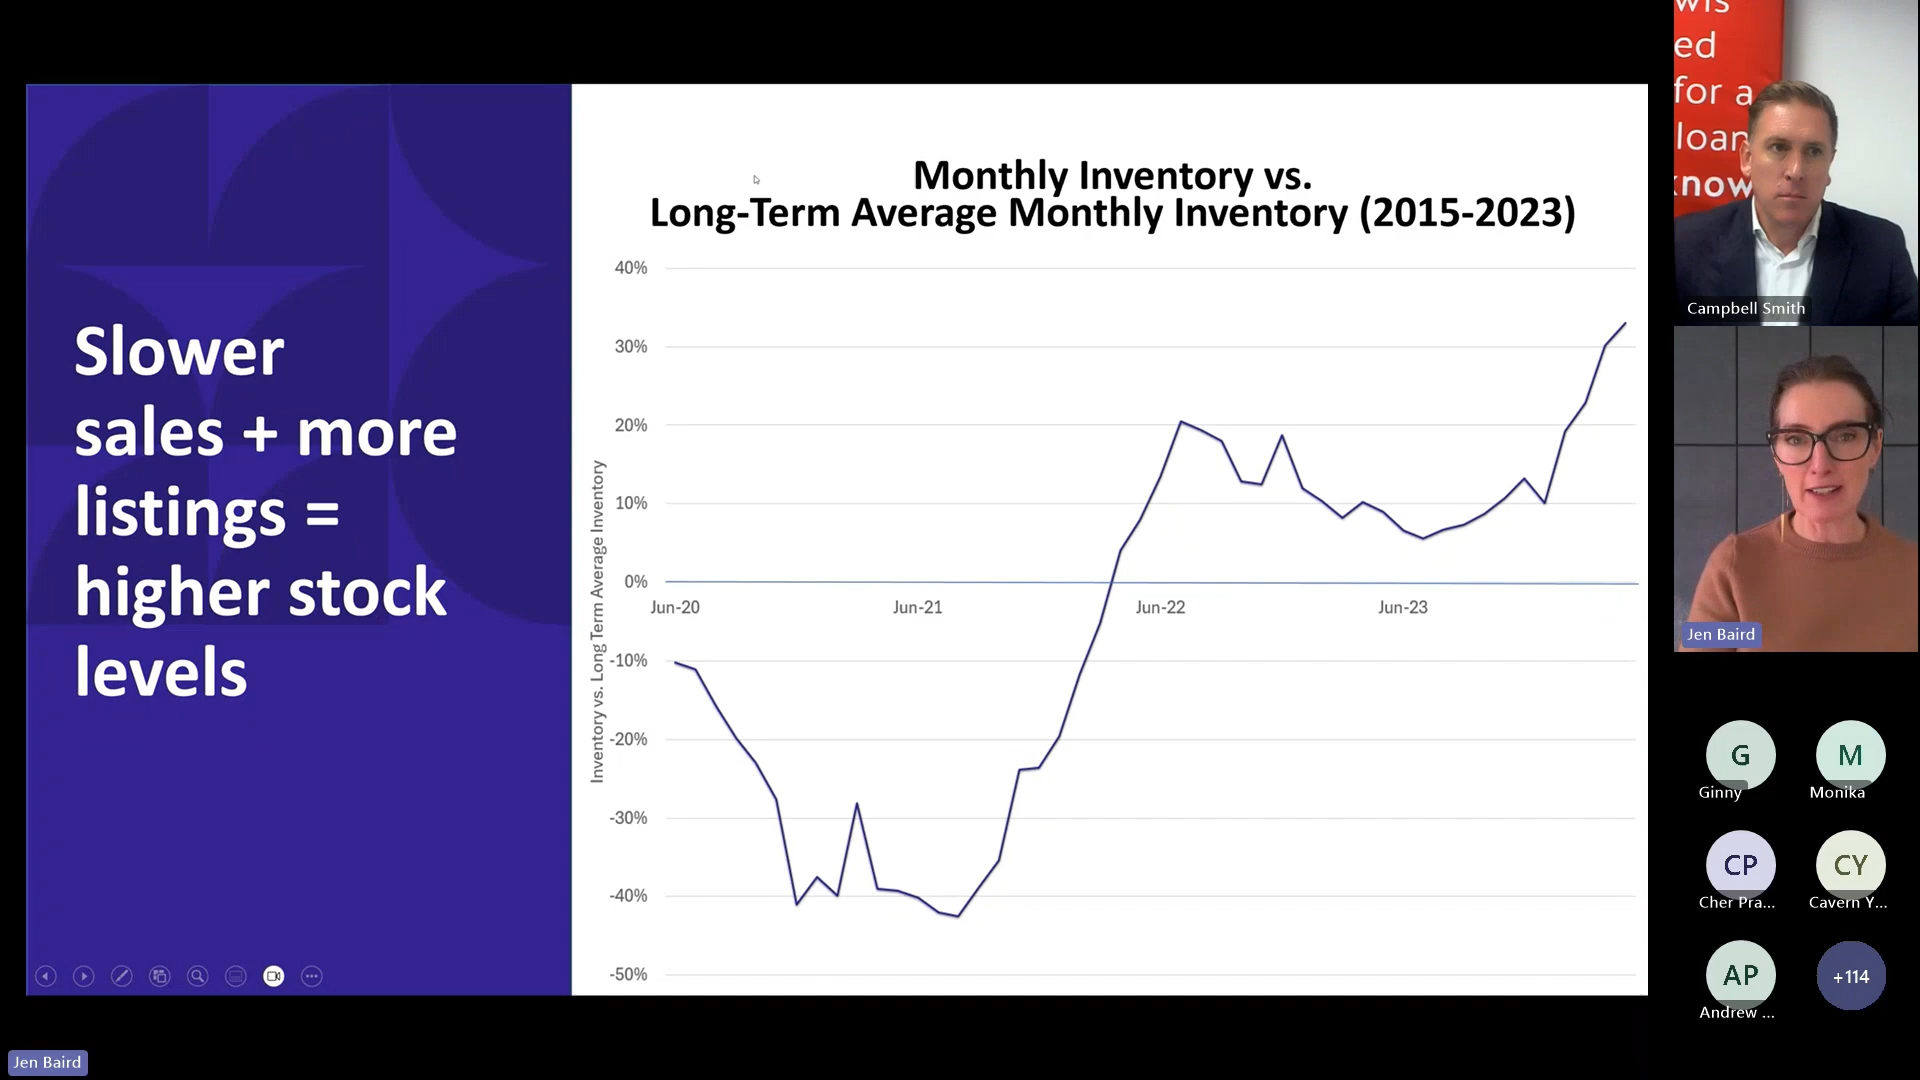 Slower
sales + more
listings =
higher stock
levels
Monthly Inventory vs.
Long-Term Average Monthly Inventory (2015-2023)
Inventory vs. Long Term Average Inventory
40%
30%
20%
10%
0%
-10%
-20%
-30%
-40%
-50%
Jun-20
Jun-21
Jun-22
Jun-23
ed
for a
loan
know
Campbell Smith
Jen Baird
G
Ginny
M
Monika
CP
Cher Pra...
CY
Cavern Y...
AP
Andrew ...
+114
Jen Baird